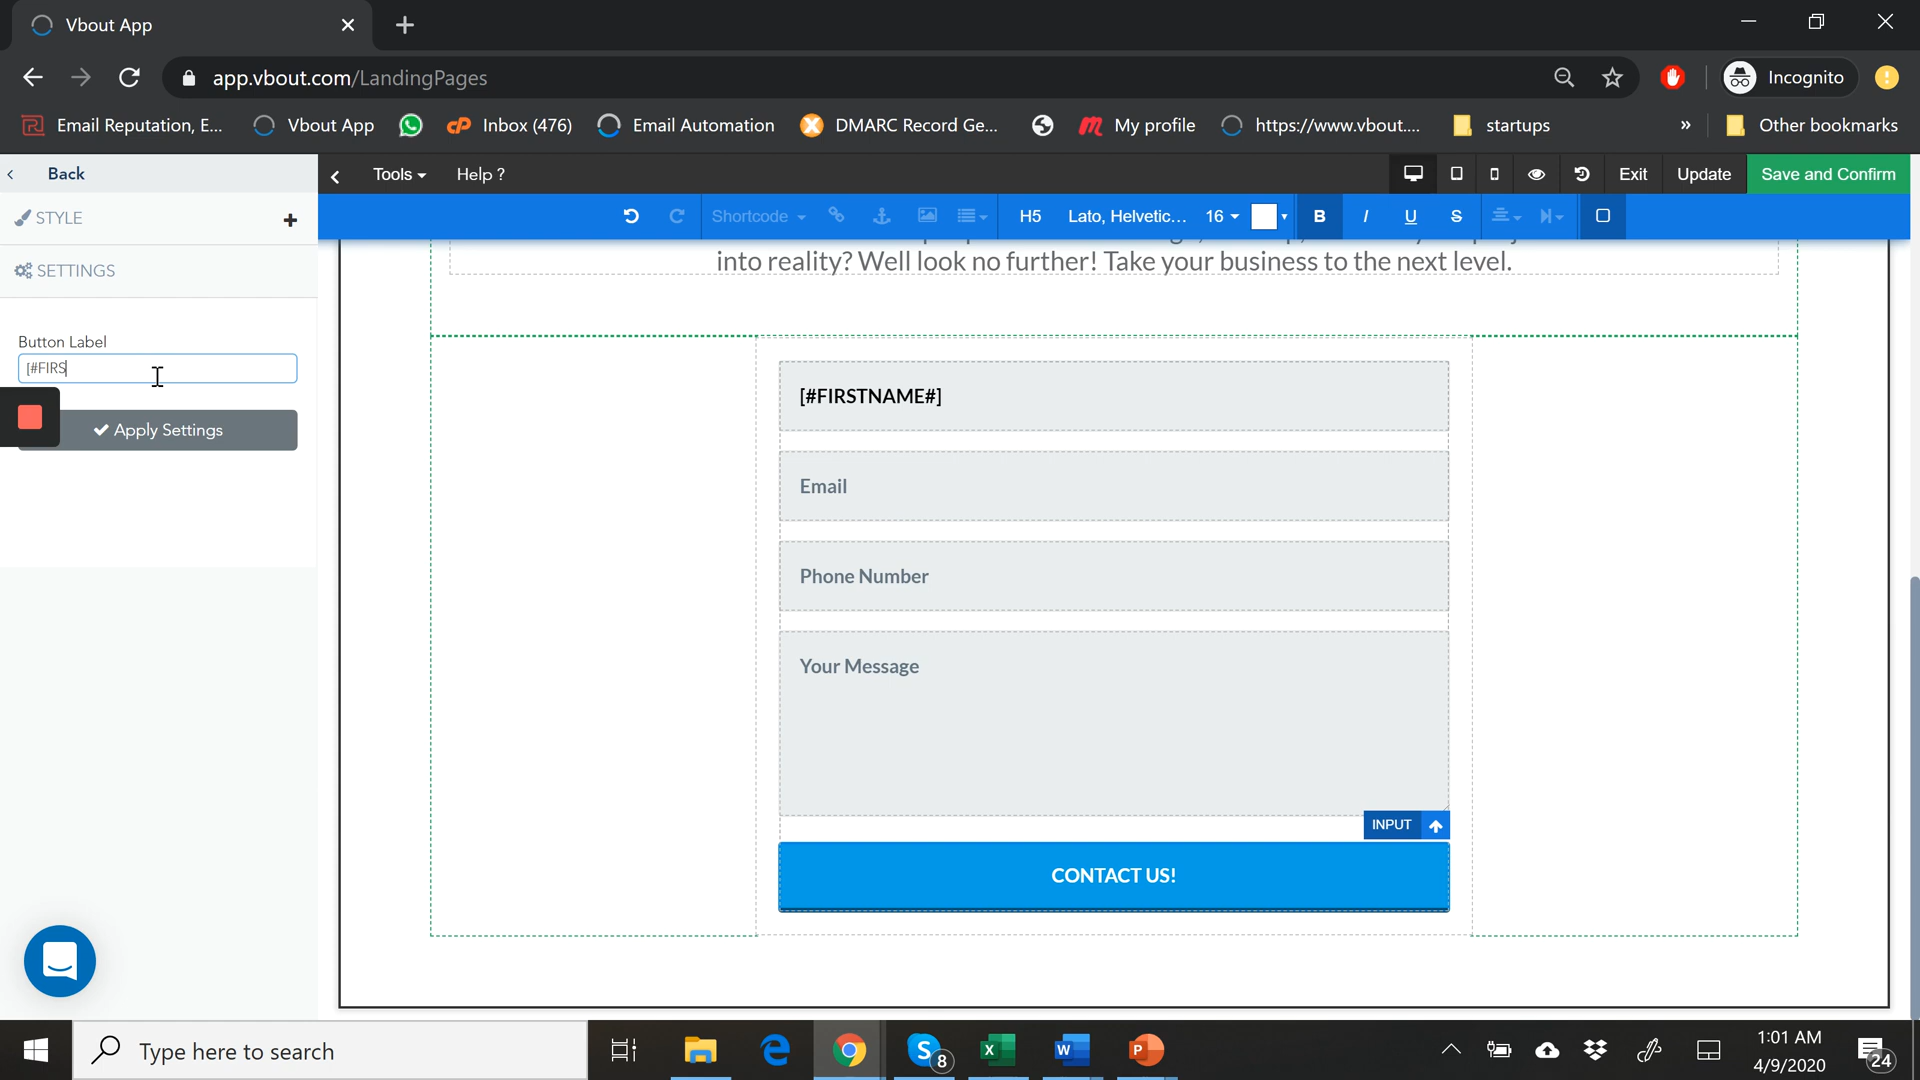 Vbout App
app.vbout.com/LandingPages
Incognito
Email Reputation, E...
Vbout App
Inbox (476)
Email Automation
DMARC Record Ge...
My profile
https://www.vbout....
startups
»
Other bookmarks
Back
Tools
Help ?
Exit
Update
Save and Confirm
STYLE
Shortcode
H5
Lato, Helvetic...
16
B
I
U
S
SETTINGS
into reality? Well look no further! Take your business to the next level.
Button Label
[#FIRS
Apply Settings
[#FIRSTNAME#]
Email
Phone Number
Your Message
INPUT
CONTACT US!
Type here to search
8
1:01 AM
4/9/2020
24